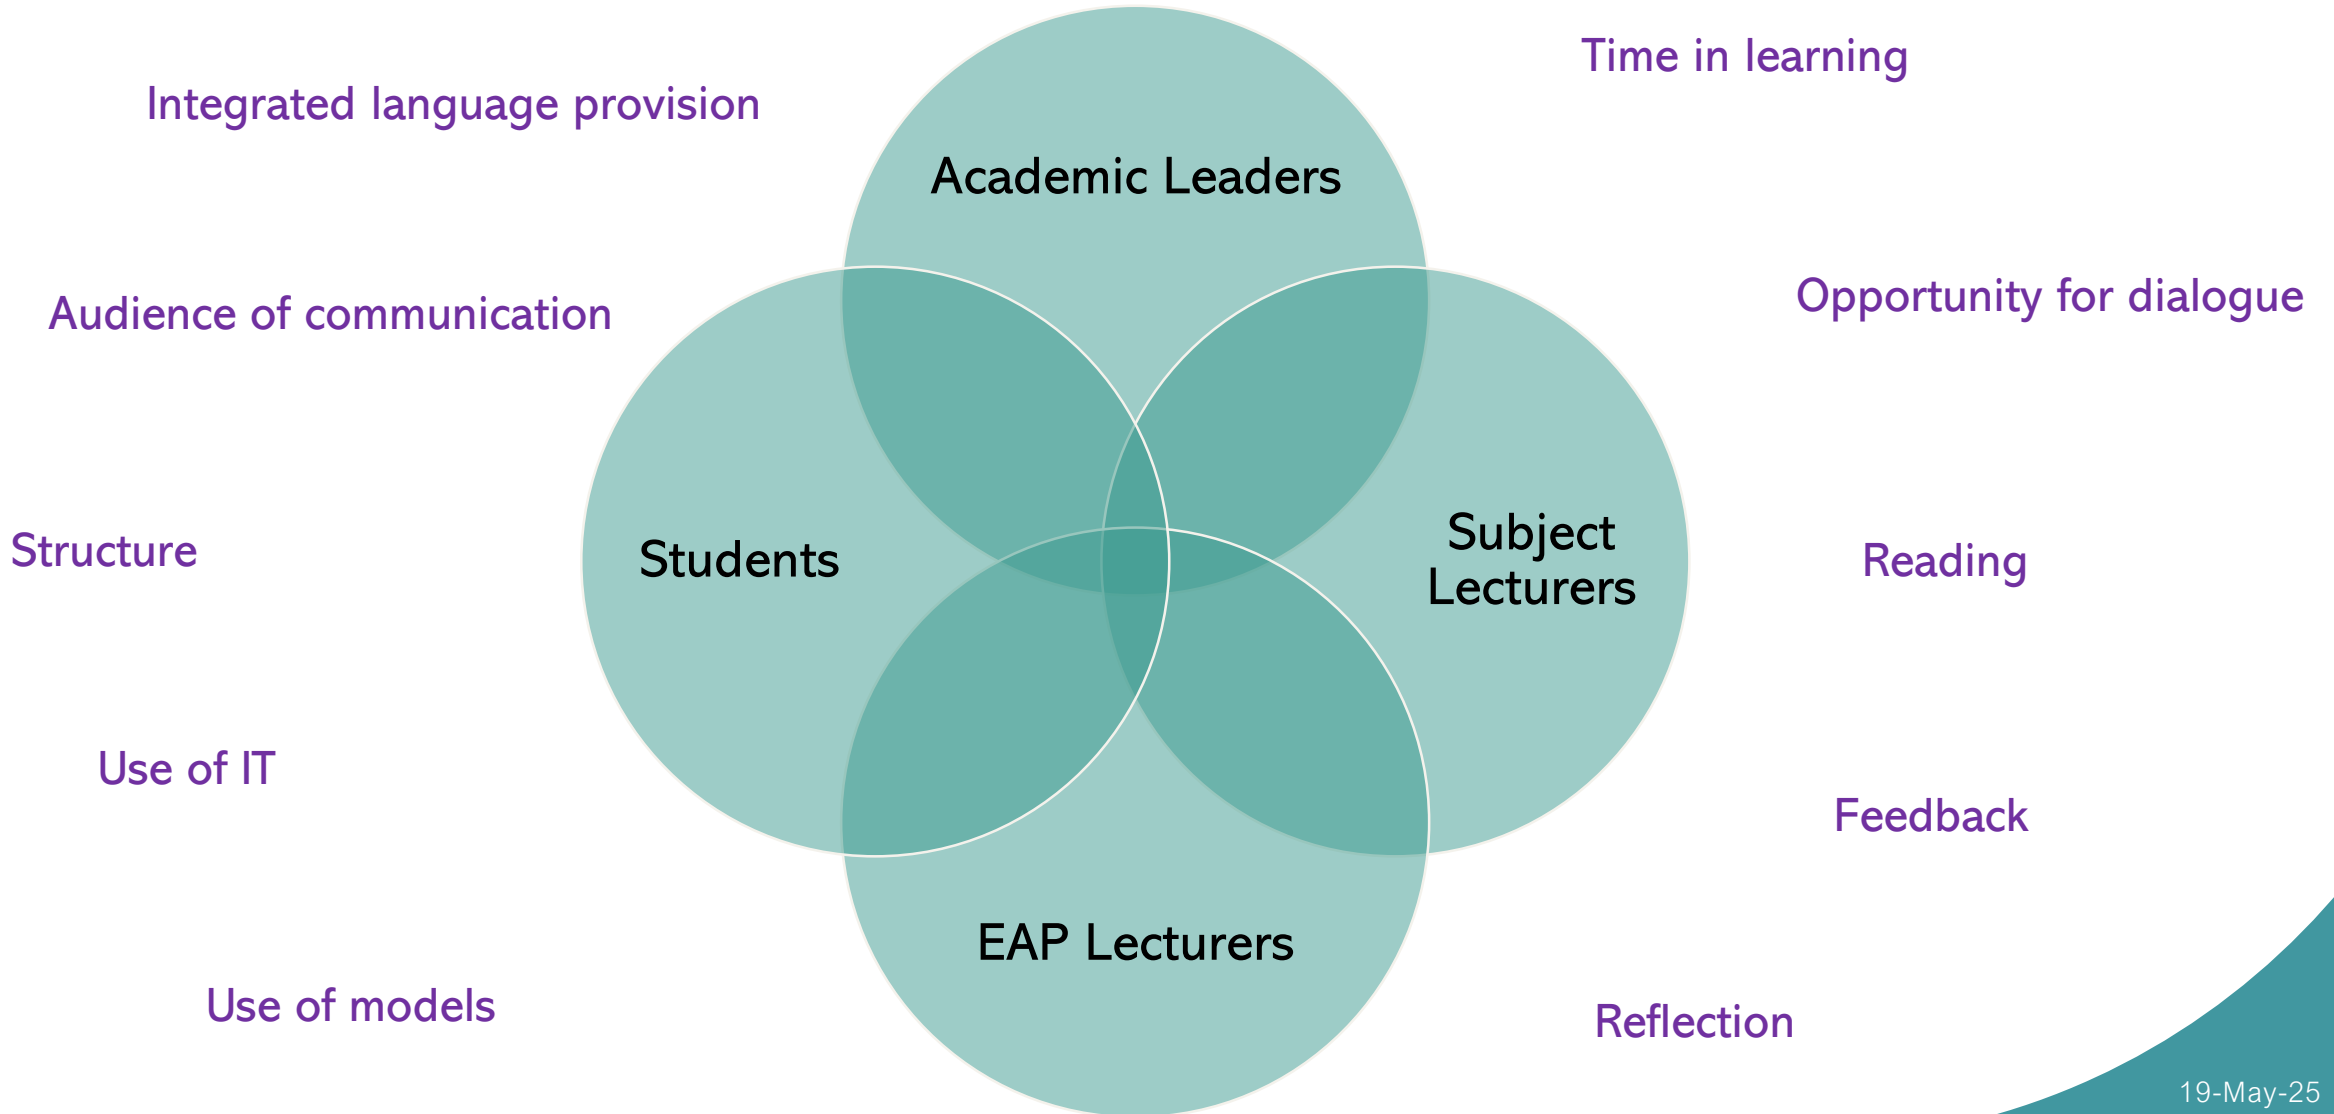 Time in learning
Integrated language provision
Academic Leaders
Audience of communication
Opportunity for dialogue
Structure
Students
Subject
Lecturers
Reading
Use of IT
Feedback
EAP Lecturers
Use of models
Reflection
19-May-25